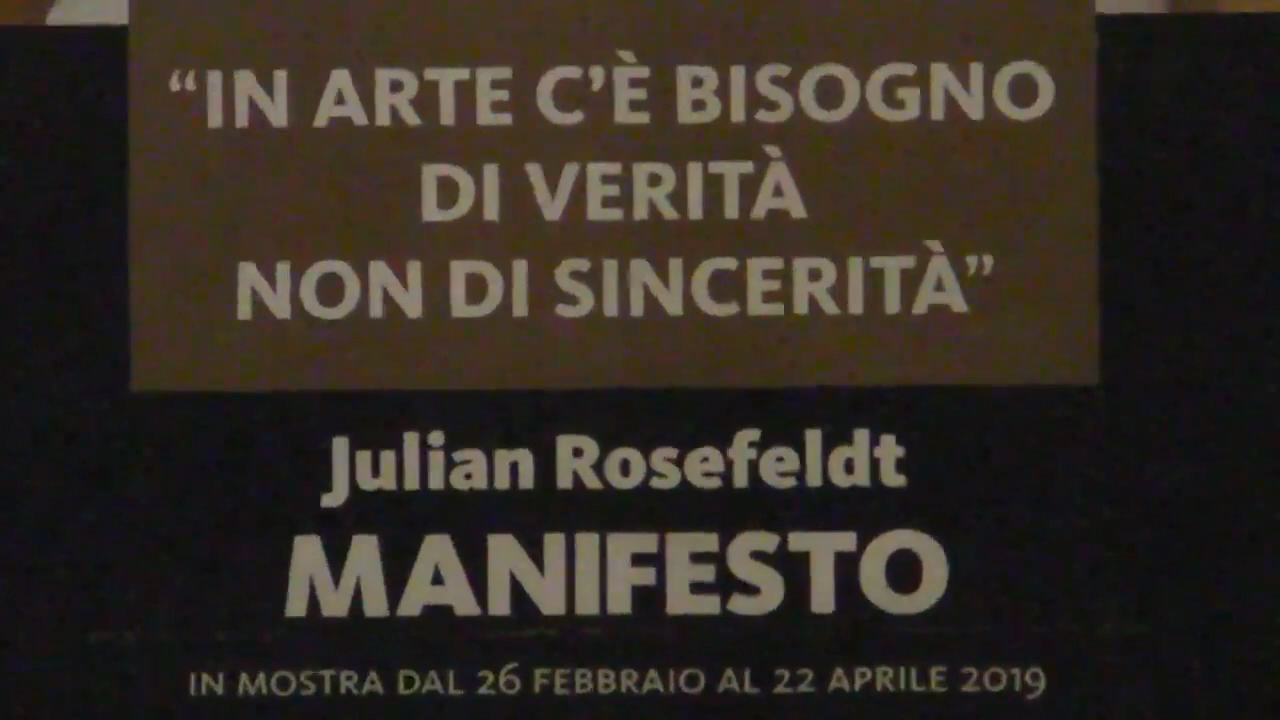 “IN ARTE C’È BISOGNO
DI VERITÀ
NON DI SINCERITÀ”
Julian Rosefeldt
MANIFESTO
IN MOSTRA DAL 26 FEBBRAIO AL 22 APRILE 2019